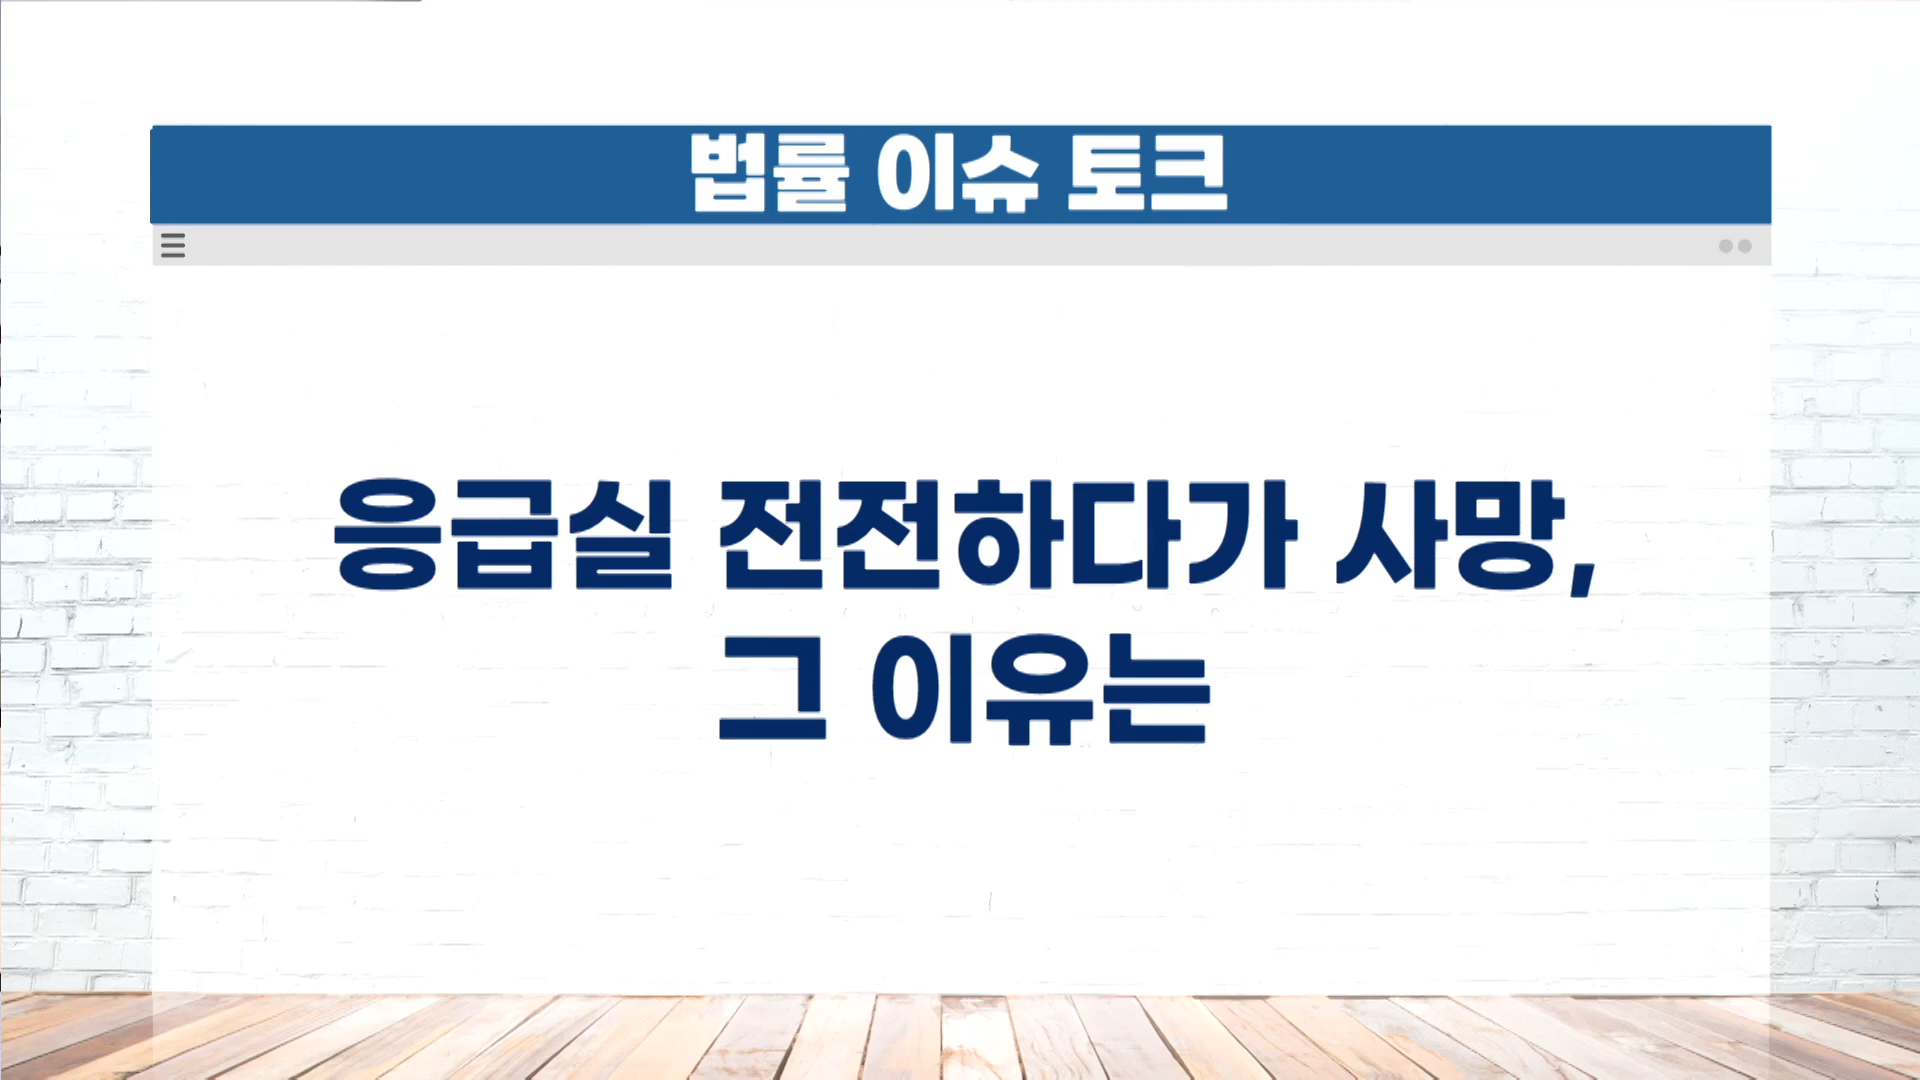 법률 이슈 토크
응급실 전전하다가 사망,
그 이유는